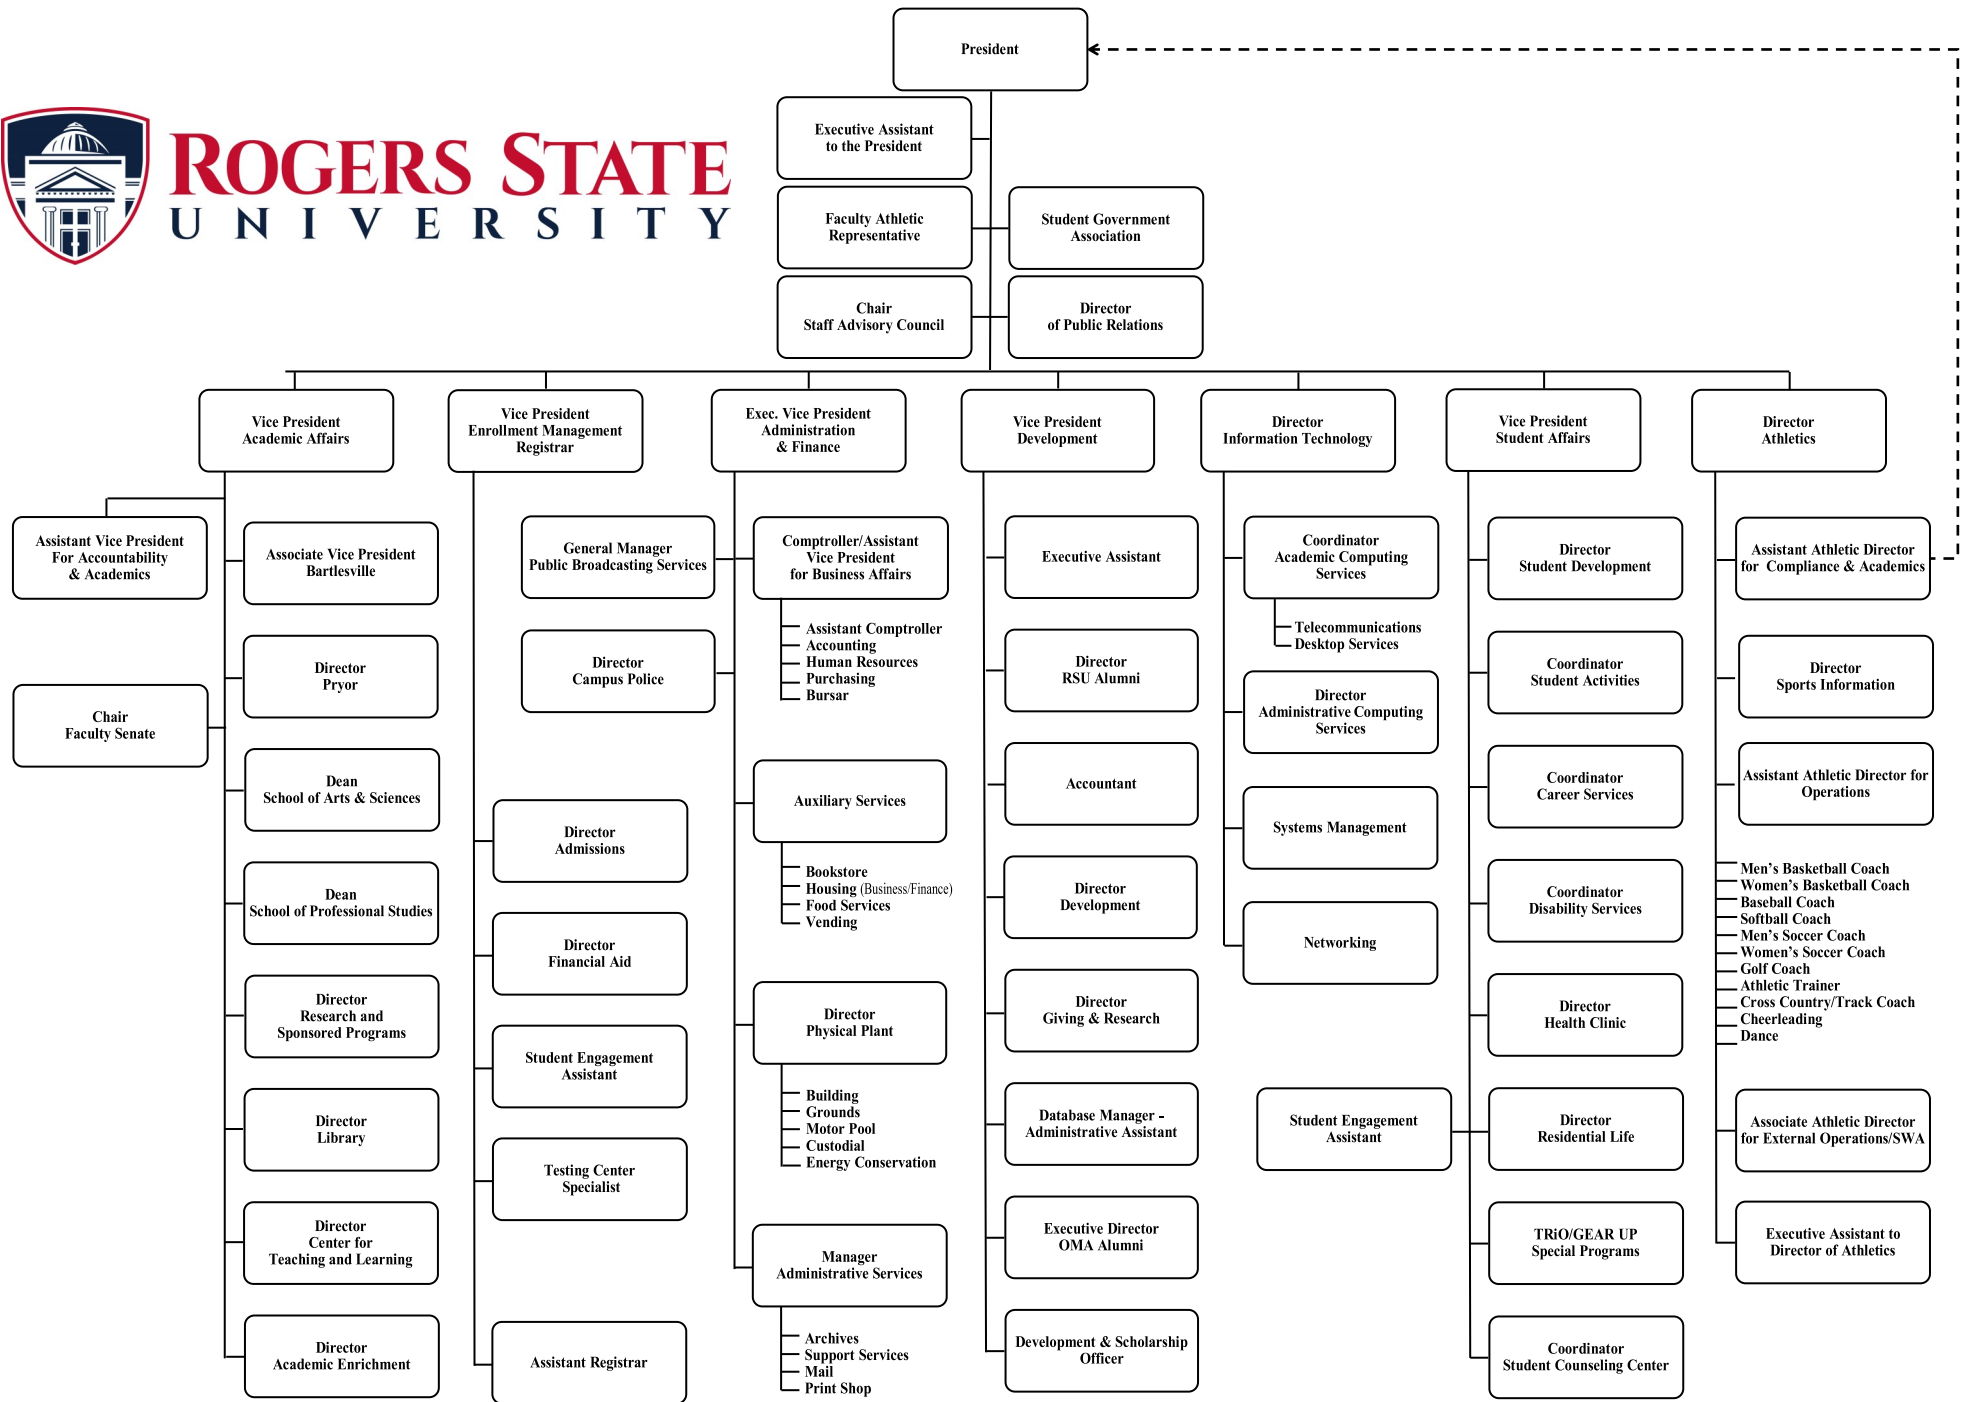 President
Executive Assistant
to the President
ROGERS STATE
UNIVERSITY
Faculty Athletic
Representative
Student Government
Association
Chair
Staff Advisory Council
Director
of Public Relations
Vice President
Academic Affairs
Vice President
Enrollment Management
Registrar
Exec. Vice President
Administration
& Finance
Vice President
Development
Director
Information Technology
Vice President
Student Affairs
Director
Athletics
Assistant Vice President
For Accountability
& Academics
Chair
Faculty Senate
Associate Vice President
Bartlesville
Director
Pryor
Dean
School of Arts & Sciences
Dean
School of Professional Studies
Director
Research and
Sponsored Programs
Director
Library
Director
Center for
Teaching and Learning
Director
Academic Enrichment
Director
Admissions
Director
Financial Aid
Student Engagement
Assistant
Testing Center
Specialist
Assistant Registrar
General Manager
Public Broadcasting Services
Director
Campus Police
Comptroller/Assistant
Vice President
for Business Affairs
Assistant Comptroller
Accounting
Human Resources
Purchasing
Bursar
Auxiliary Services
Bookstore
Housing (Business/Finance)
Food Services
Vending
Director
Physical Plant
Building
Grounds
Motor Pool
Custodial
Energy Conservation
Manager
Administrative Services
Archives
Support Services
Mail
Print Shop
Executive Assistant
Director
RSU Alumni
Accountant
Director
Development
Director
Giving & Research
Database Manager –
Administrative Assistant
Executive Director
OMA Alumni
Development & Scholarship
Officer
Coordinator
Academic Computing
Services
Telecommunications
Desktop Services
Director
Administrative Computing
Services
Systems Management
Networking
Student Engagement
Assistant
Director
Student Development
Coordinator
Student Activities
Coordinator
Career Services
Coordinator
Disability Services
Director
Health Clinic
Director
Residential Life
TRiO/GEAR UP
Special Programs
Coordinator
Student Counseling Center
Assistant Athletic Director
for Compliance & Academics
Director
Sports Information
Assistant Athletic Director for
Operations
Men's Basketball Coach
Women's Basketball Coach
Baseball Coach
Softball Coach
Men's Soccer Coach
Women's Soccer Coach
Golf Coach
Athletic Trainer
Cross Country/Track Coach
Cheerleading
Dance
Associate Athletic Director
for External Operations/SWA
Executive Assistant to
Director of Athletics